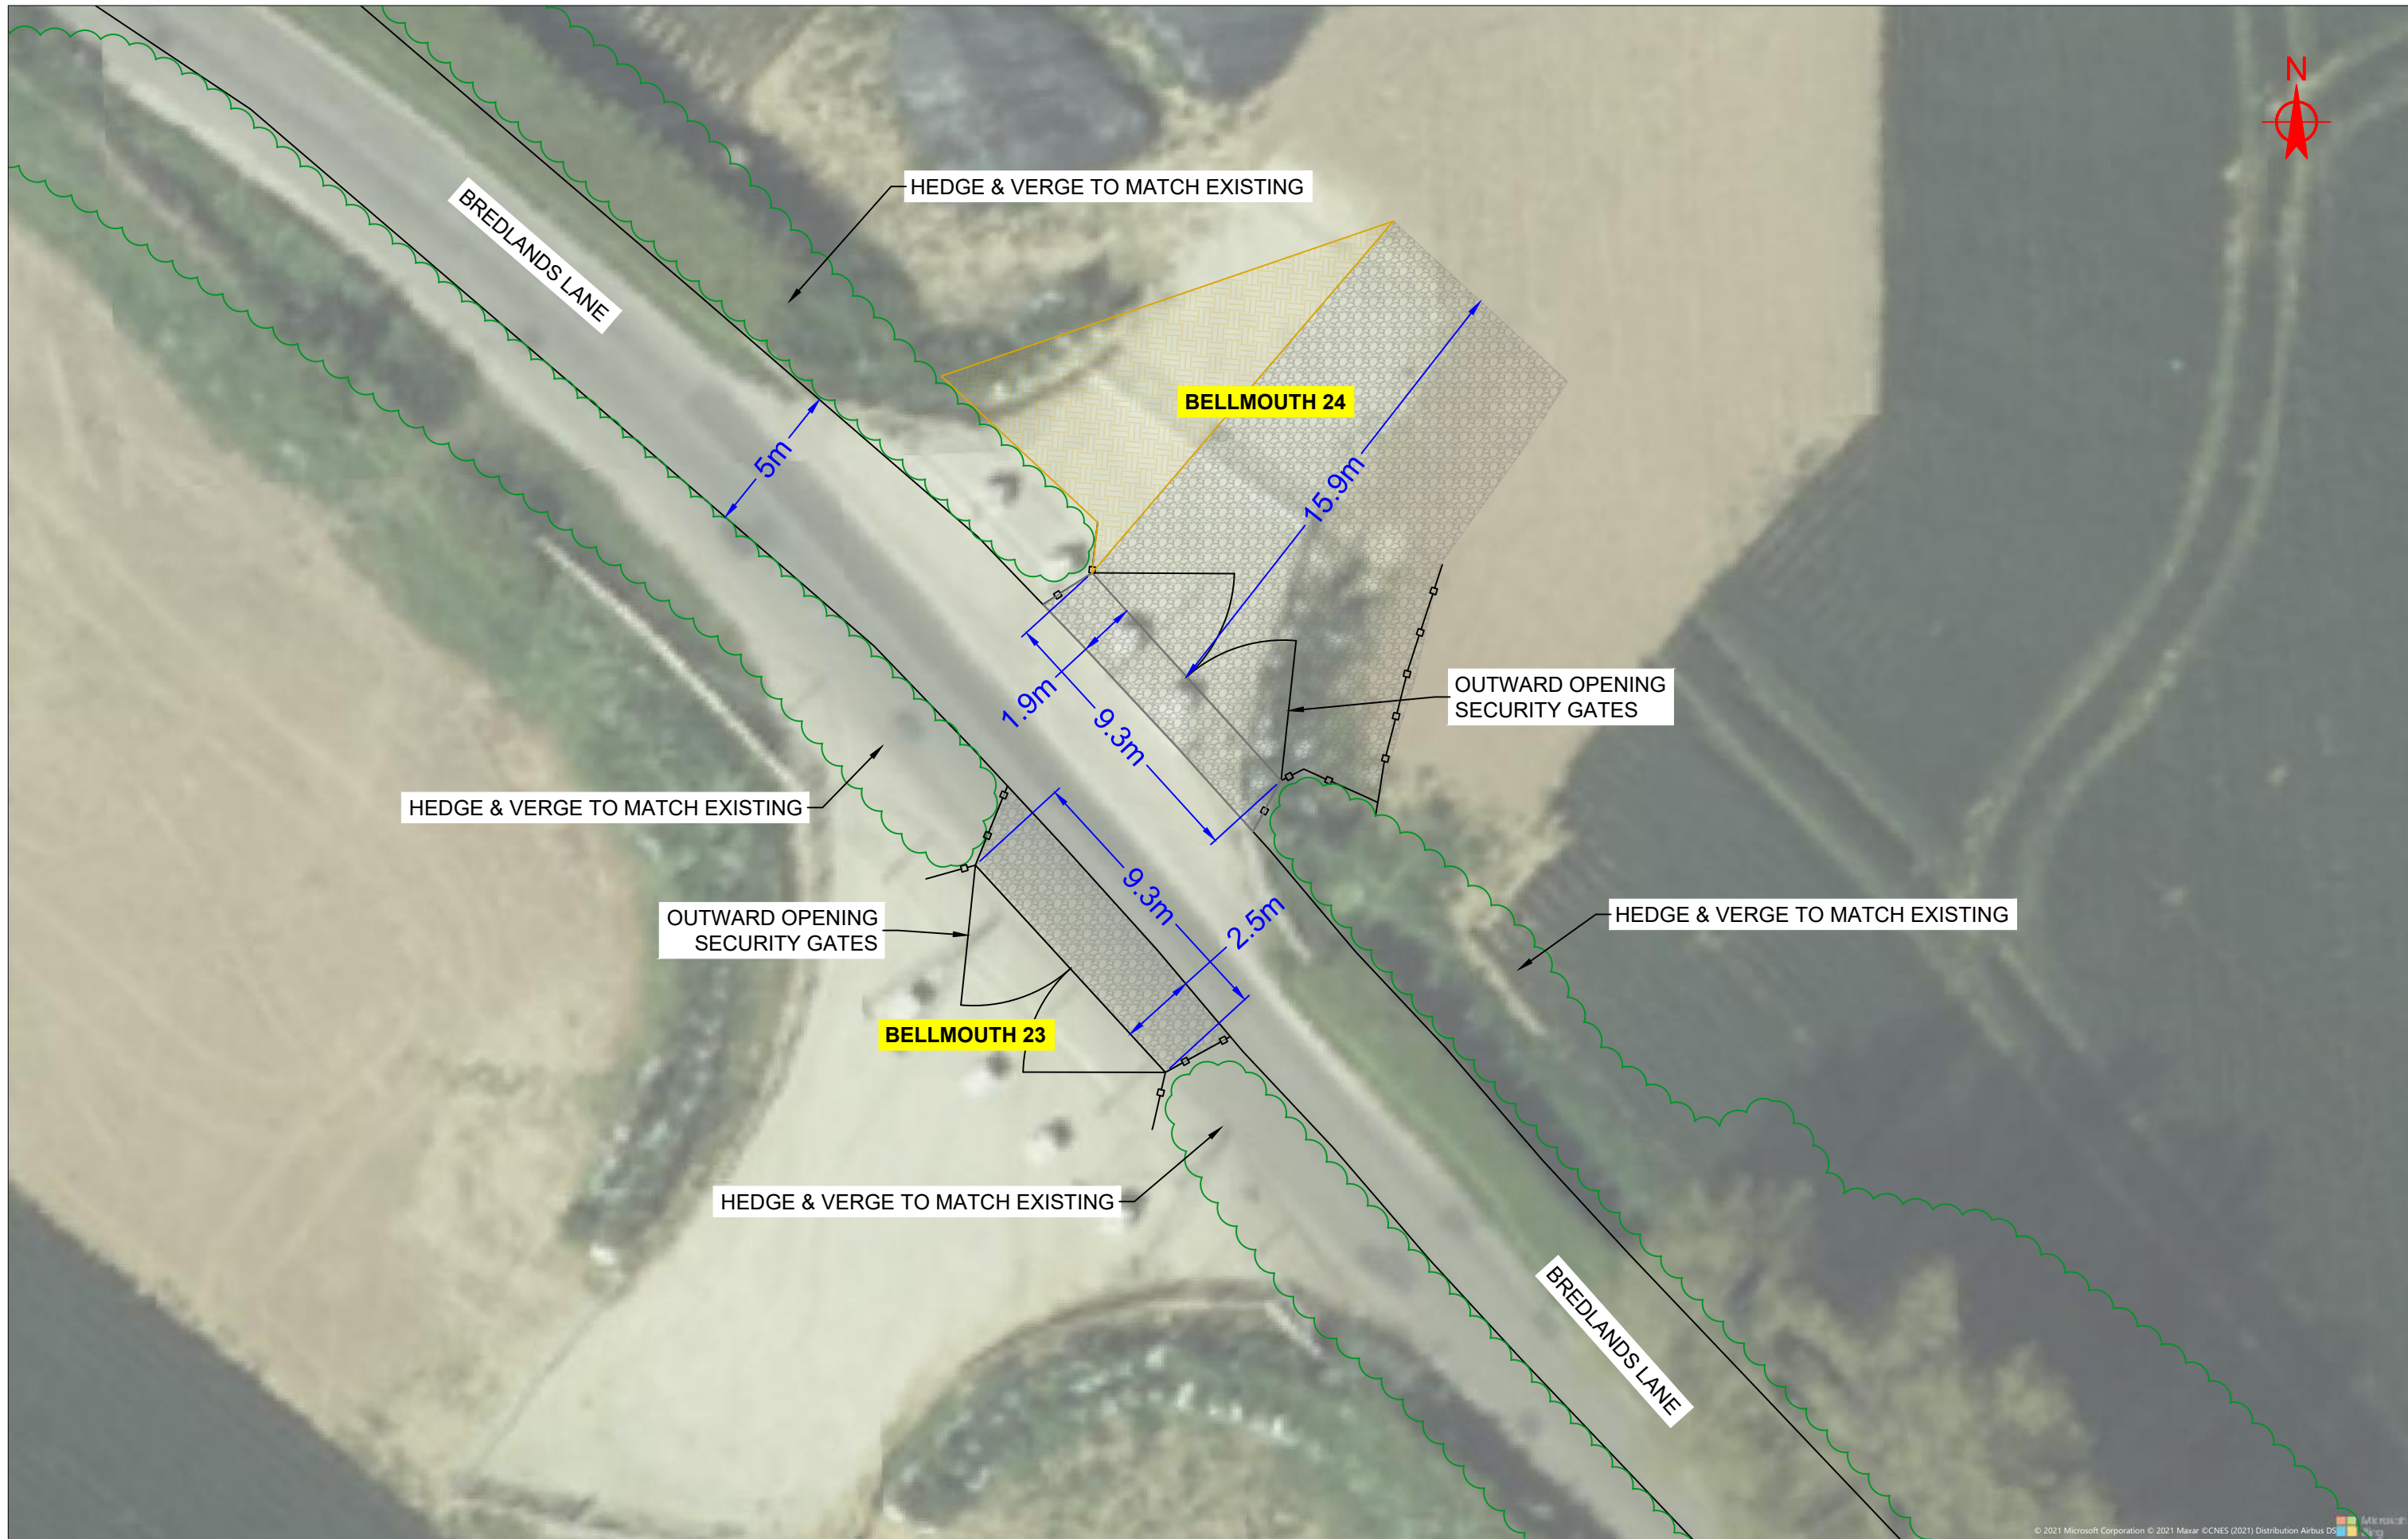 N
HEDGE & VERGE TO MATCH EXISTING
BREDLANDS LANE
BELLMOUTH 24
5m
15.9m
OUTWARD OPENING
SECURITY GATES
1.9m
9.3m
HEDGE & VERGE TO MATCH EXISTING
9.3m
2.5m
OUTWARD OPENING
SECURITY GATES
HEDGE & VERGE TO MATCH EXISTING
BELLMOUTH 23
HEDGE & VERGE TO MATCH EXISTING
BREDLANDS LANE
© 2021 Microsoft Corporation © 2021 Maxar ©CNES (2021) Distribution Airbus DS